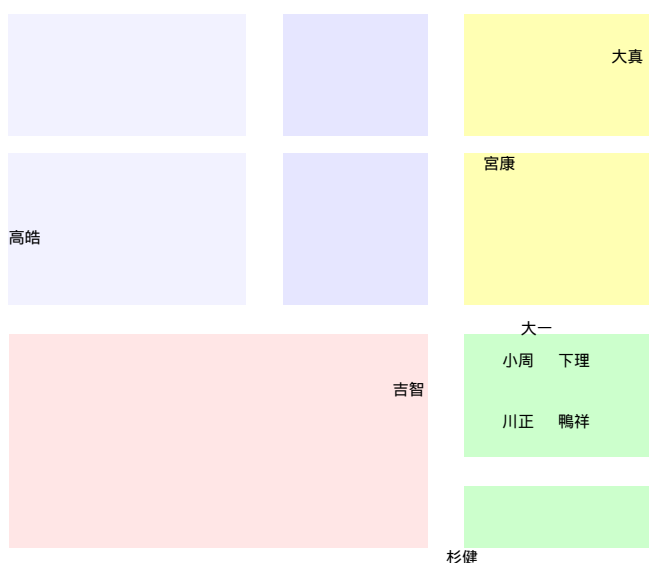 大真
宮康
高皓
大一
小周 下理
吉智
川正 鴨祥
杉健